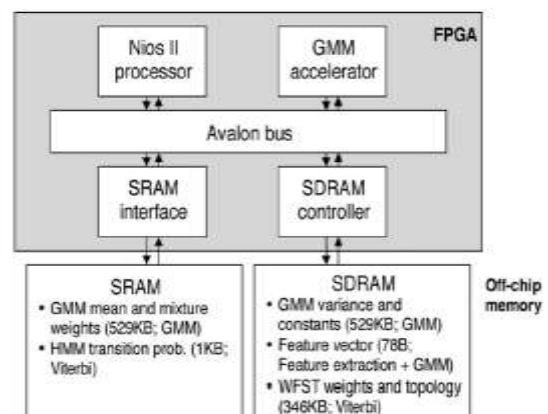 FPGA
Nios II
processor
GMM
accelerator
Avalon bus
SRAM
interface
SDRAM
controller
SRAM
• GMM mean and mixture
weights (529KB; GMM)
• HMM transition prob. (1KB;
Viterbi)
SDRAM
• GMM variance and
constants (529KB; GMM)
• Feature vector (78B;
Feature extraction + GMM)
• WFST weights and topology
(346KB; Viterbi)
Off-chip
memory